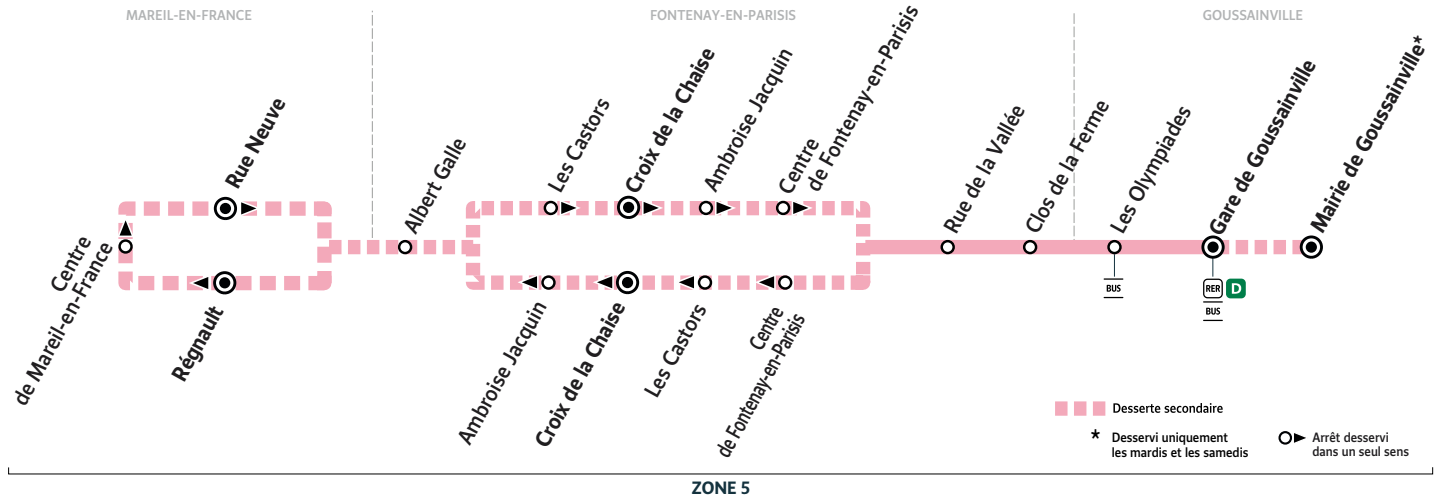 MAREIL-EN-FRANCE
FONTENAY-EN-PARISIS
GOUSSAINVILLE
Centre
de Mareil-en-France
Rue Neuve
Régnault
Albert Galle
Les Castors
Croix de la Chaise
Ambroise Jacquin
Centre
de Fontenay-en-Parisis
Ambroise Jacquin
Croix de la Chaise
Les Castors
Centre
de Fontenay-en-Parisis
Rue de la Vallée
Clos de la Ferme
Les Olympiades
BUS
Gare de Goussainville
RER D
BUS
Mairie de Goussainville*
Desserte secondaire
* Desservi uniquement
les mardis et les samedis
Arrêt desservi
dans un seul sens
ZONE 5